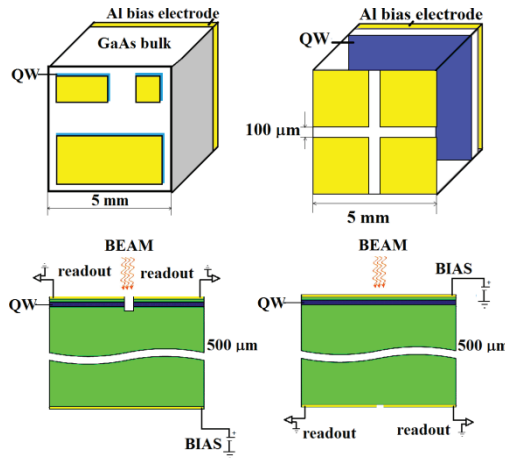 Al bias electrode
GaAs bulk
QW
5 mm
Al bias electrode
QW
100 μm
5 mm
BEAM
readout readout
QW
500 μm
BIAS
+
BEAM
BIAS
+
QW
500 μm
readout readout